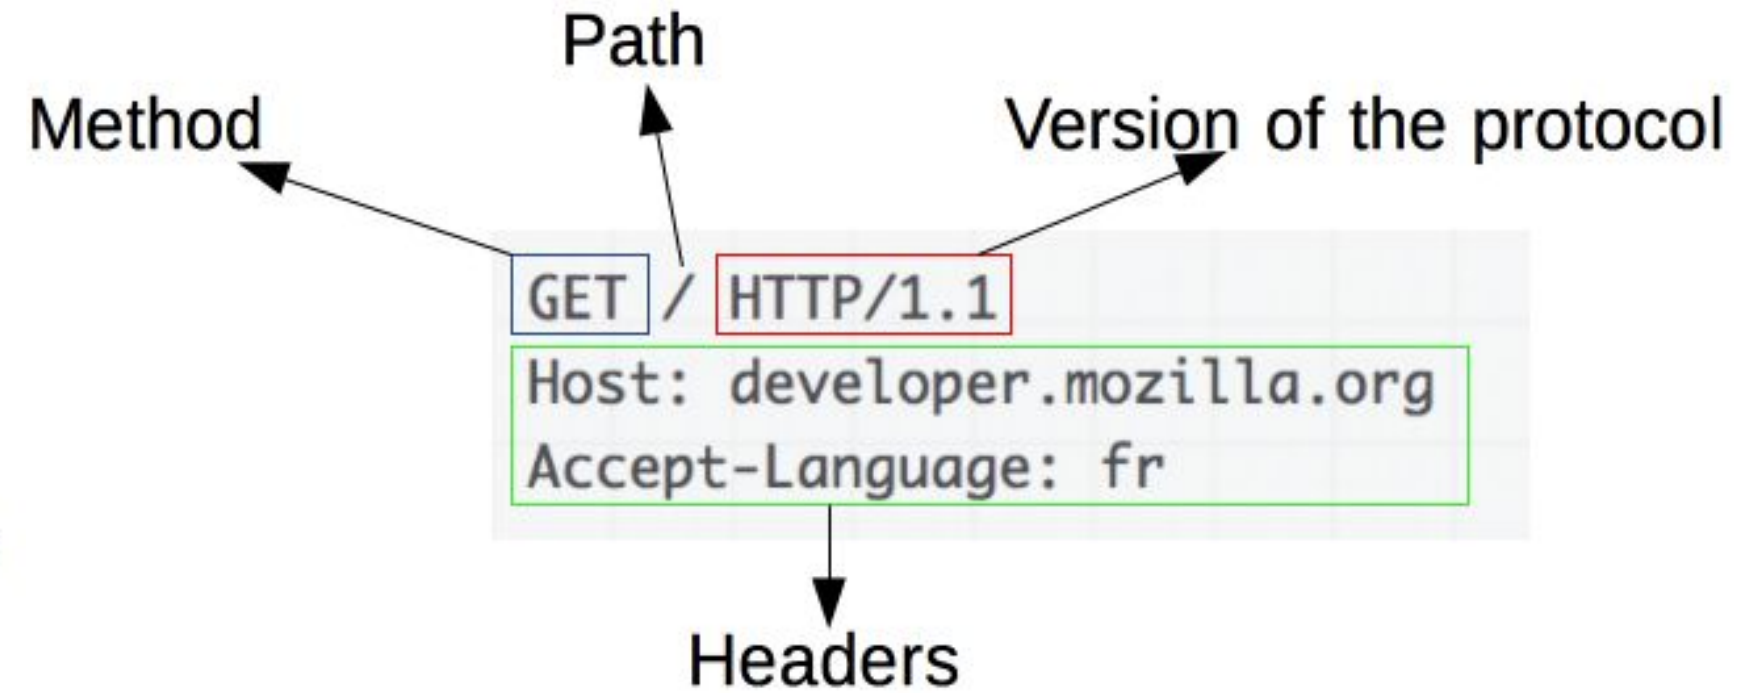 Path
Method
Version of the protocol
GET / HTTP/1.1
Host: developer.mozilla.org
Accept-Language: fr
Headers